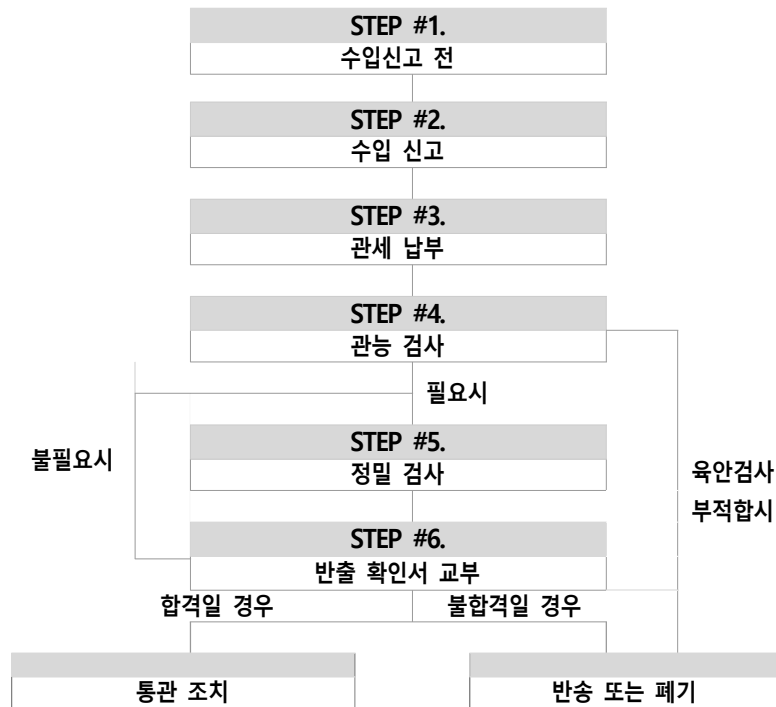 STEP #1.
수입신고 전
STEP #2.
수입 신고
STEP #3.
관세 납부
STEP #4.
관능 검사
필요시
불필요시
STEP #5.
정밀 검사
육안검사
부적합시
STEP #6.
반출 확인서 교부
합격일 경우
불합격일 경우
통관 조치
반송 또는 폐기